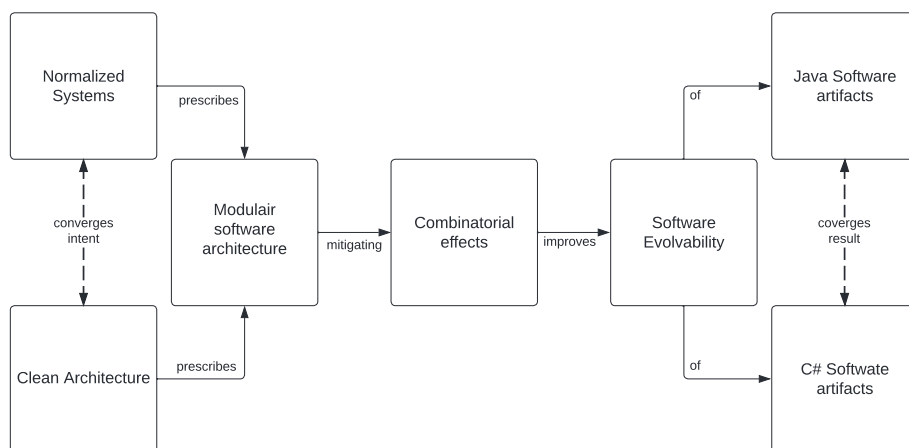 Normalized
Systems
prescribes
Java Software
artifacts
of
converges
intent
Modulair
software
architecture
mitigating
Combinatorial
effects
improves
Software
Evolvability
coverges
result
Clean Architecture
prescribes
of
C# Softwate
artifacts